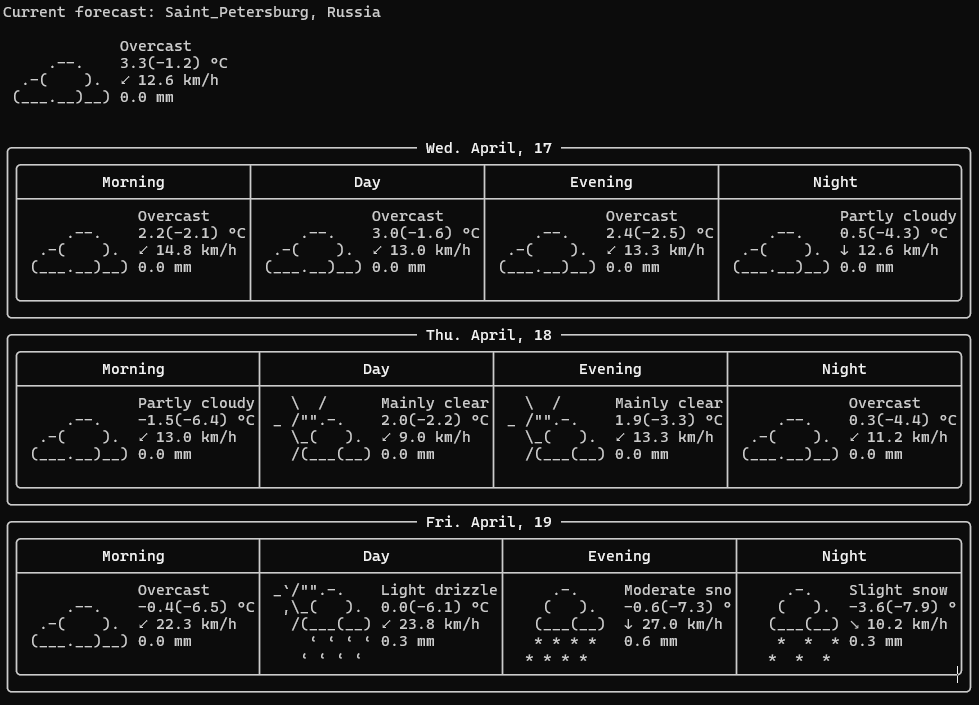 Current forecast: Saint_Petersburg, Russia
Overcast
3.3(-1.2) °C
↙ 12.6 km/h
0.0 mm
Wed. April, 17
Morning Day Evening Night
Overcast Overcast Overcast Partly cloudy
2.2(-2.1) °C 3.0(-1.6) °C 2.4(-2.5) °C 0.5(-4.3) °C
↙ 14.8 km/h ↙ 13.0 km/h ↙ 13.3 km/h ↓ 12.6 km/h
0.0 mm 0.0 mm 0.0 mm 0.0 mm
Thu. April, 18
Morning Day Evening Night
Partly cloudy Mainly clear Mainly clear Overcast
-1.5(-6.4) °C 2.0(-2.2) °C 1.9(-3.3) °C 0.3(-4.4) °C
↙ 13.0 km/h ↙ 9.0 km/h ↙ 13.3 km/h ↙ 11.2 km/h
0.0 mm 0.0 mm 0.0 mm 0.0 mm
Fri. April, 19
Morning Day Evening Night
Overcast Light drizzle Moderate sno Slight snow
-0.4(-6.5) °C 0.0(-6.1) °C -0.6(-7.3) ° -3.6(-7.9) °
↙ 22.3 km/h ↙ 23.8 km/h ↓ 27.0 km/h ↘ 10.2 km/h
0.0 mm 0.3 mm 0.6 mm 0.3 mm